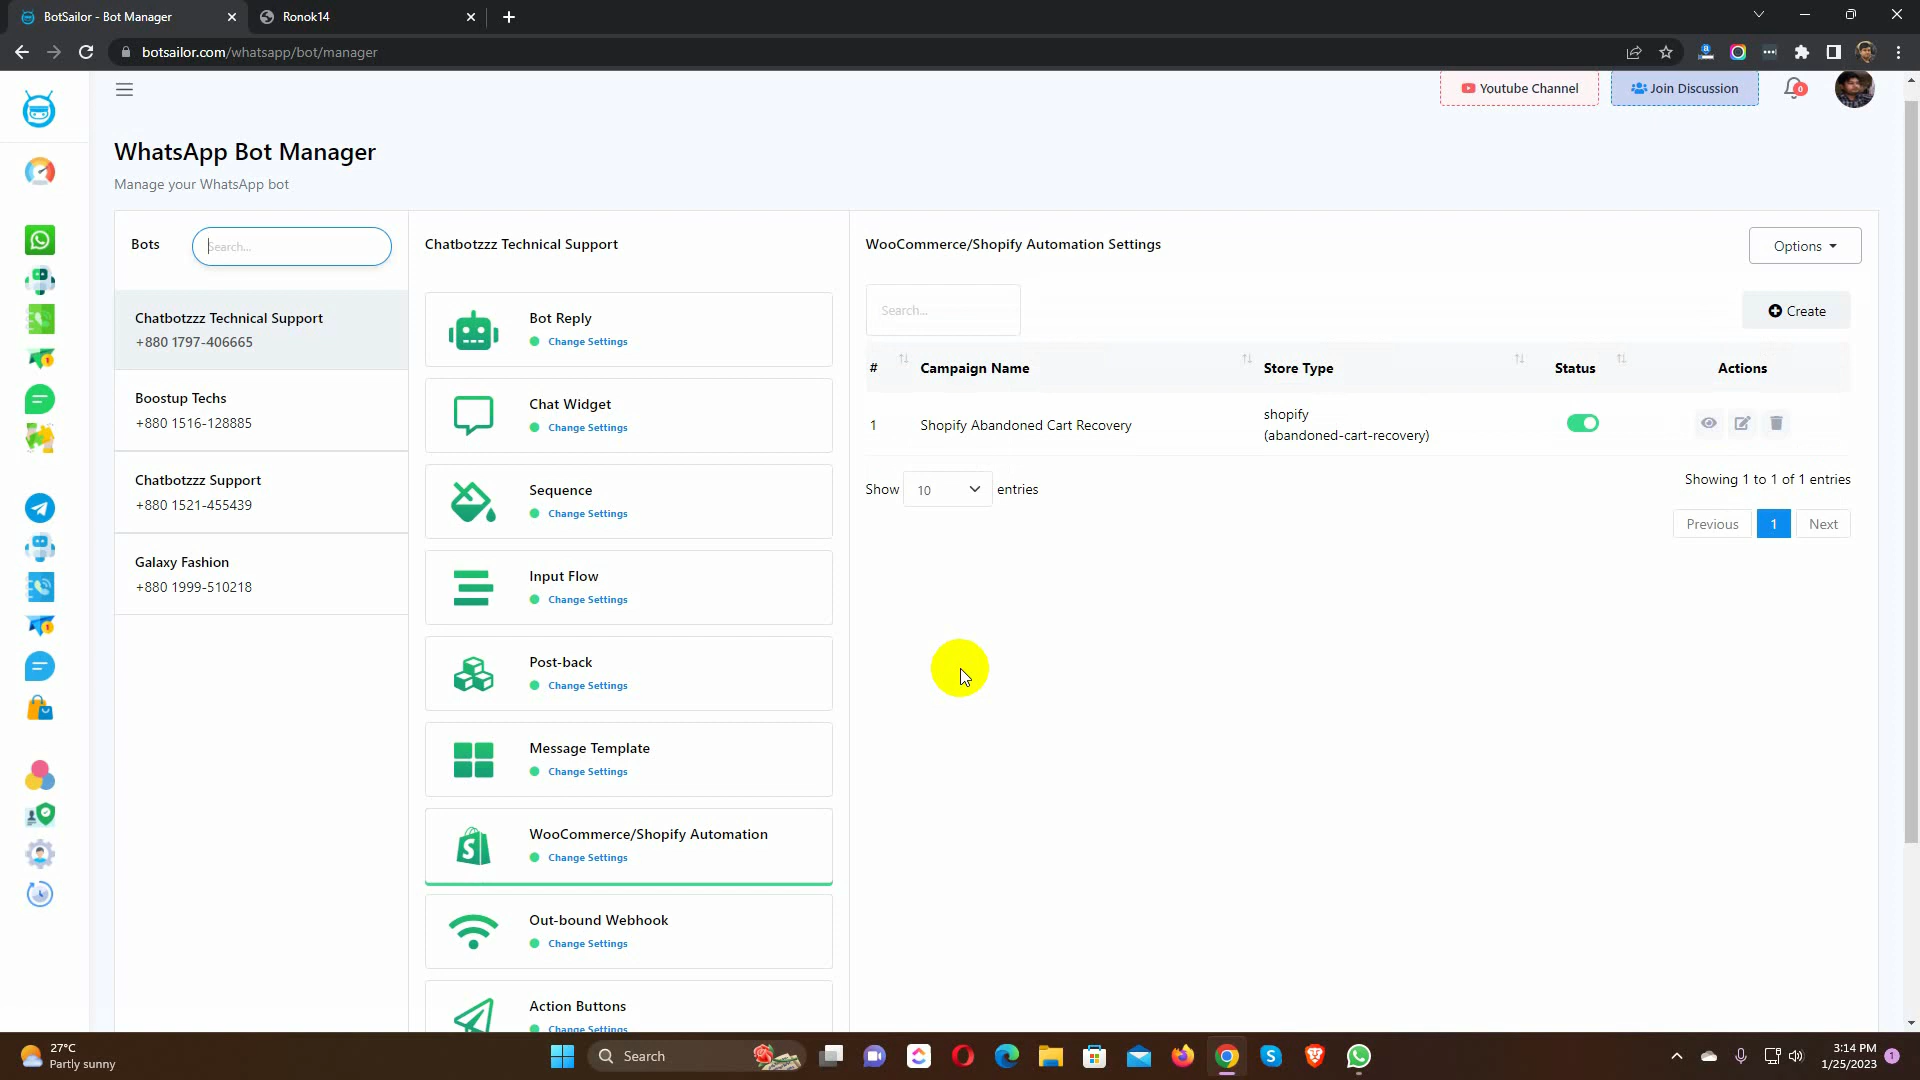 BotSailor - Bot Manager
Ronok14
botsailor.com/whatsapp/bot/manager
Youtube Channel
Join Discussion
0
WhatsApp Bot Manager
Manage your WhatsApp bot
Bots
Search...
Chatbotzzz Technical Support
+880 1797-406665
Boostup Techs
+880 1516-128885
Chatbotzzz Support
+880 1521-455439
Galaxy Fashion
+880 1999-510218
Chatbotzzz Technical Support
Bot Reply
Change Settings
Chat Widget
Change Settings
Sequence
Change Settings
Input Flow
Change Settings
Post-back
Change Settings
Message Template
Change Settings
WooCommerce/Shopify Automation
Change Settings
Out-bound Webhook
Change Settings
Action Buttons
Change Settings
WooCommerce/Shopify Automation Settings
Options
Search...
Create
# Campaign Name Store Type Status Actions
1 Shopify Abandoned Cart Recovery shopify
(abandoned-cart-recovery)
Show 10 entries
Showing 1 to 1 of 1 entries
Previous 1 Next
27°C
Partly sunny
Search
3:14 PM
1/25/2023
1